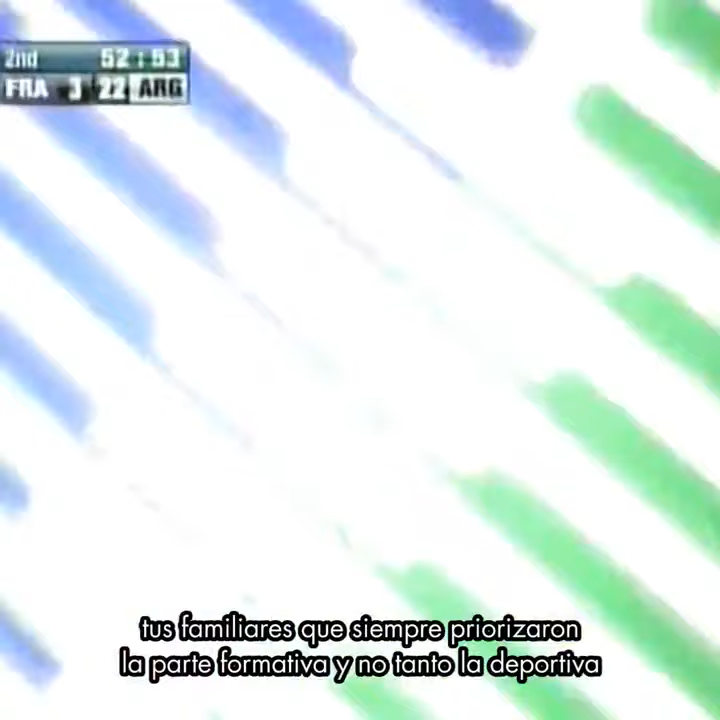 2nd 52:53
FRA 3 22 ARG
tus familiares que siempre priorizaron
la parte formativa y no tanto la deportiva